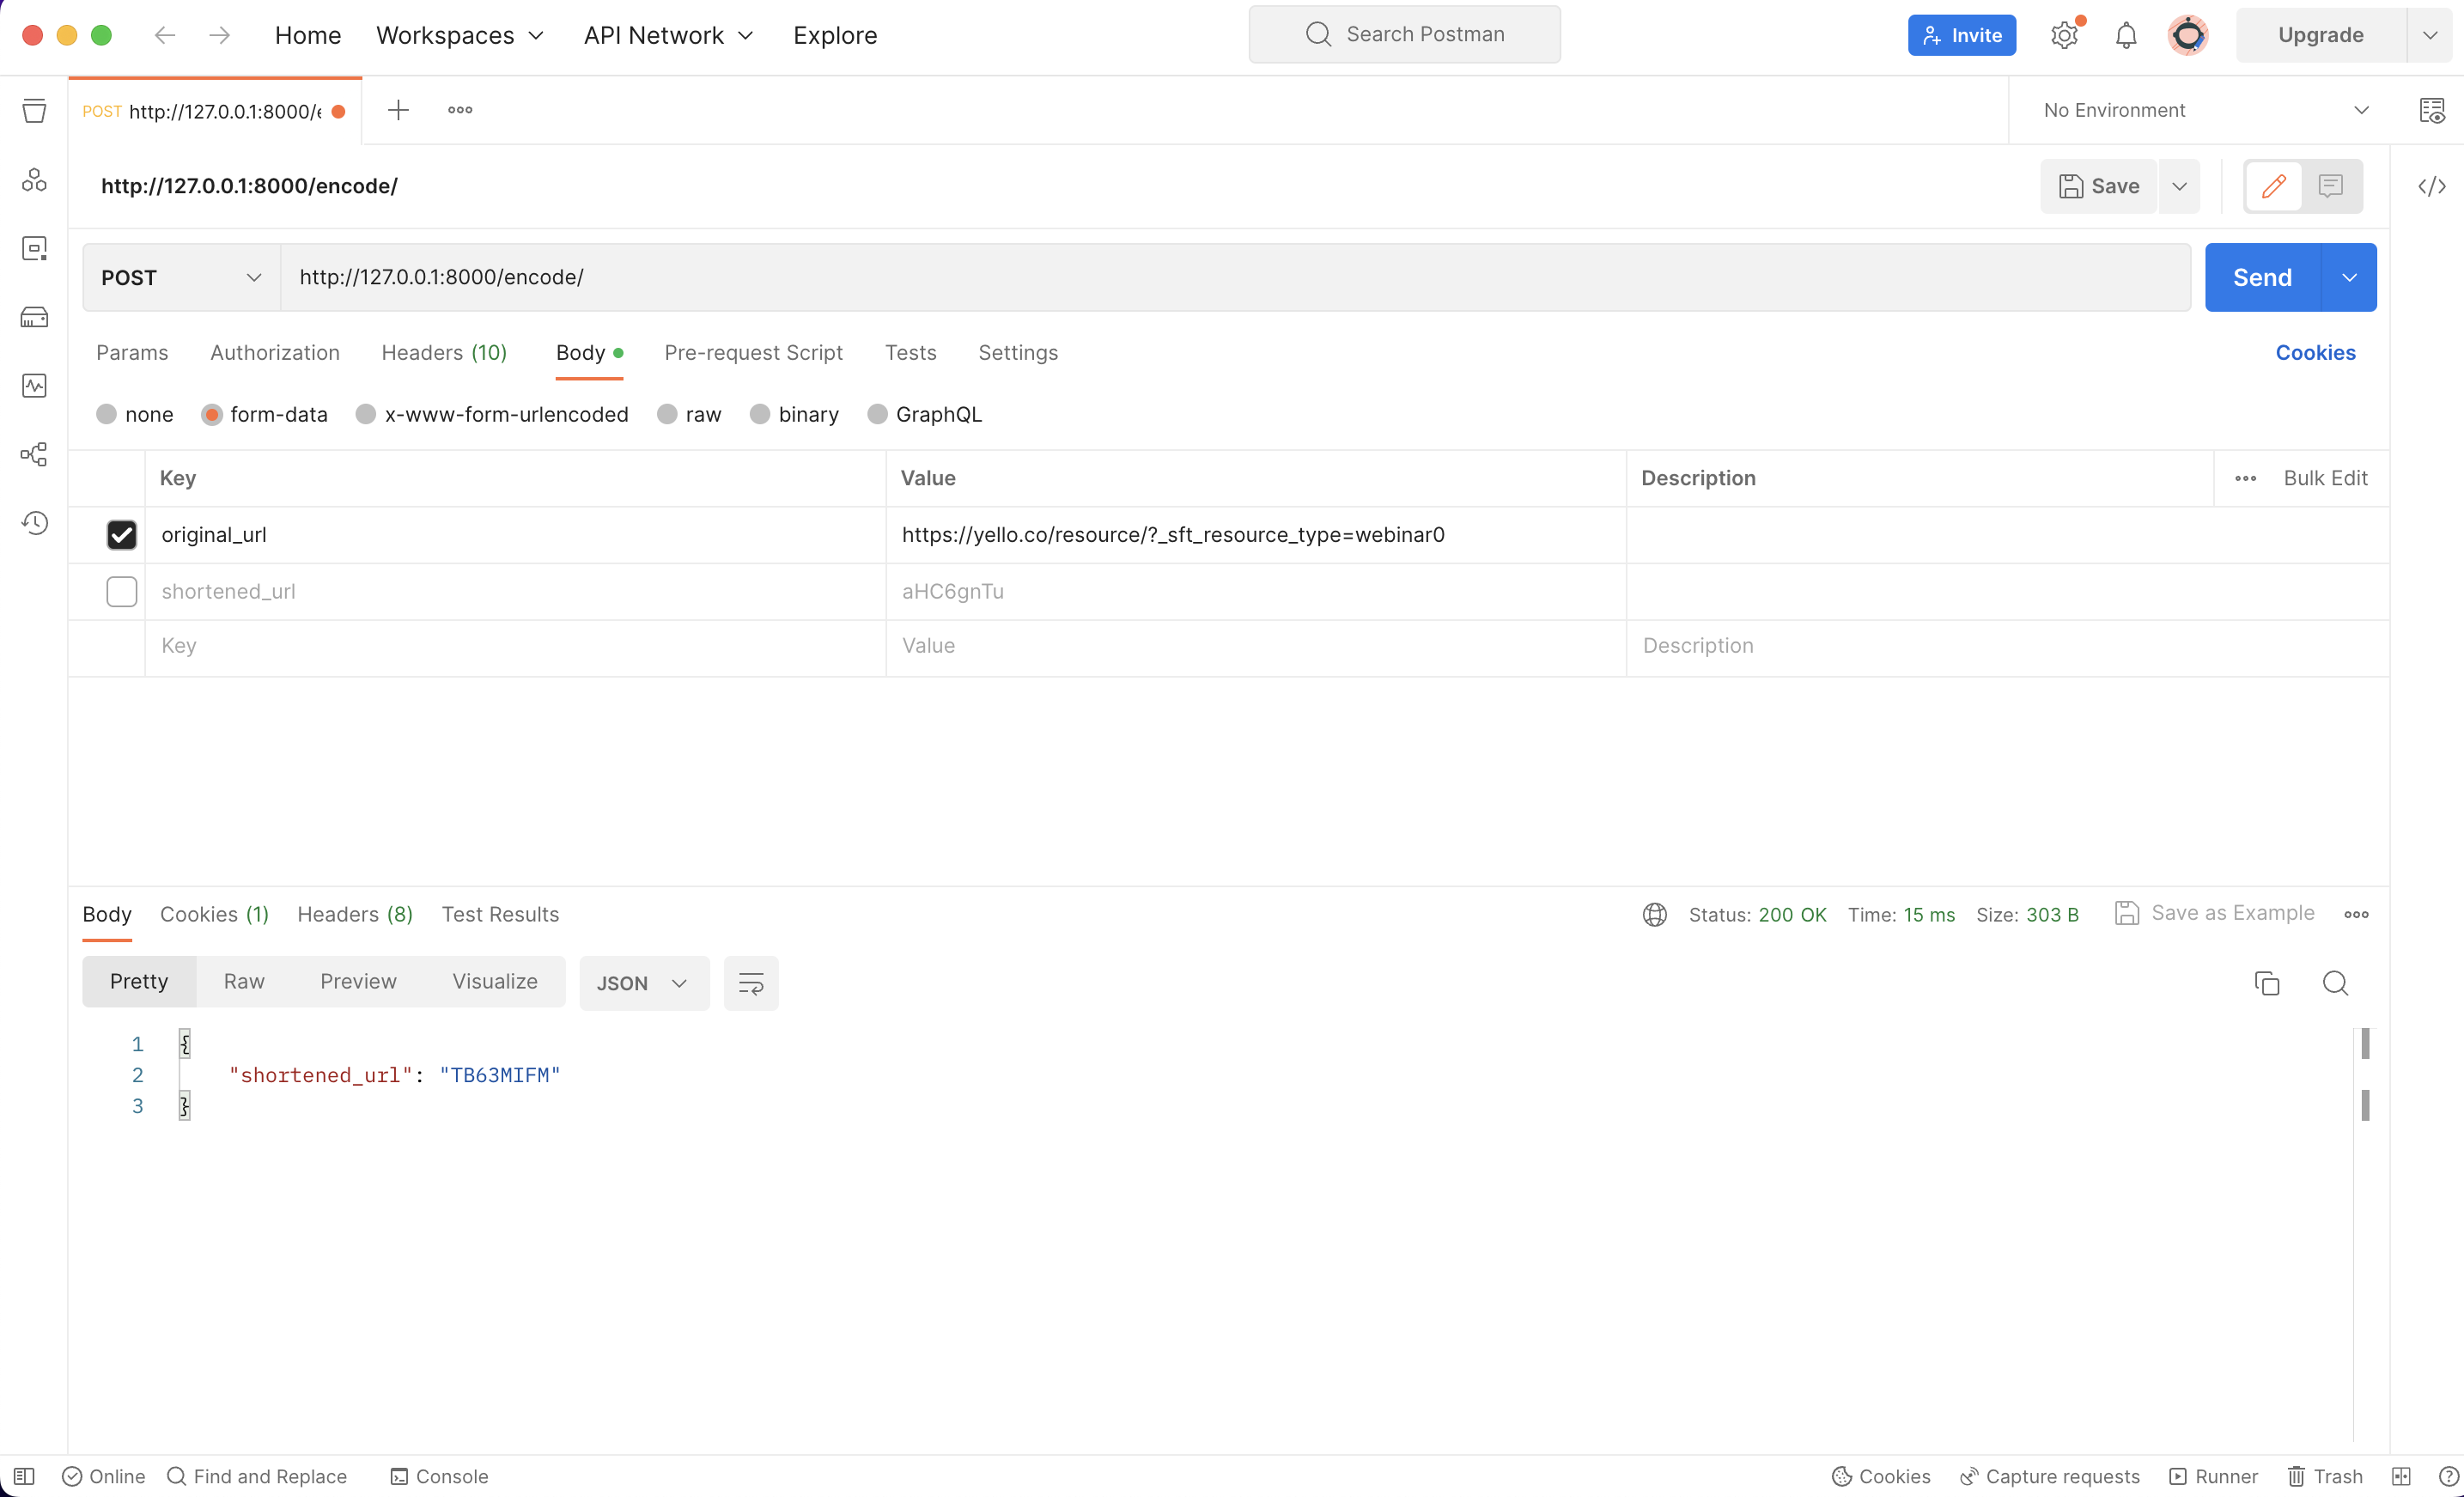 Home Workspaces API Network Explore Search Postman Invite Upgrade
POST http://127.0.0.1:8000/e No Environment
http://127.0.0.1:8000/encode/ Save
POST http://127.0.0.1:8000/encode/ Send
Params Authorization Headers (10) Body Pre-request Script Tests Settings Cookies
none form-data x-www-form-urlencoded raw binary GraphQL
Key Value Description Bulk Edit
original_url https://yello.co/resource/?_sft_resource_type=webinar0
shortened_url aHC6gnTu
Key Value Description
Body Cookies (1) Headers (8) Test Results Status: 200 OK Time: 15 ms Size: 303 B Save as Example
Pretty Raw Preview Visualize JSON
1 {
2 "shortened_url": "TB63MIFM"
3 }
Online Find and Replace Console Cookies Capture requests Runner Trash